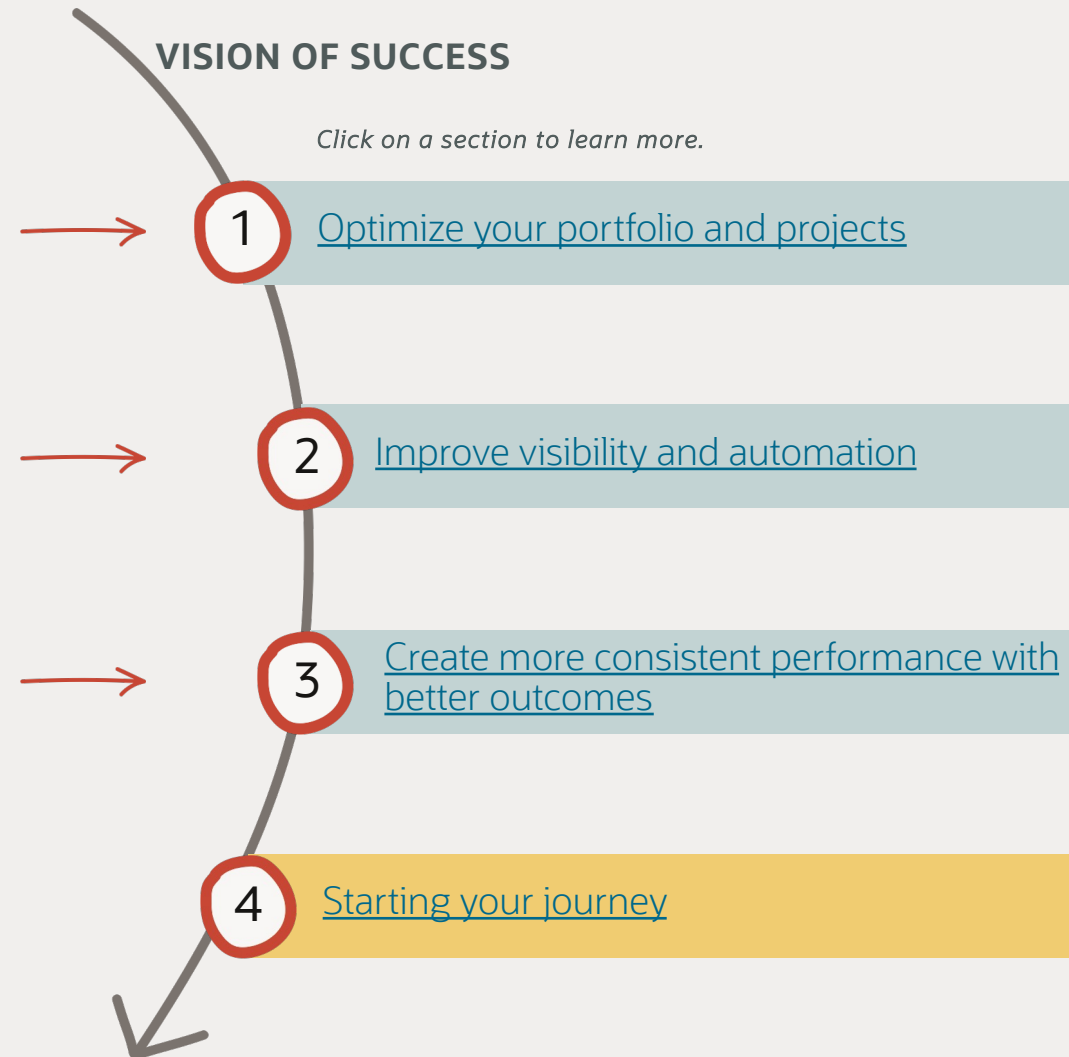 VISION OF SUCCESS
Click on a section to learn more.
1
Optimize your portfolio and projects
2
Improve visibility and automation
3
Create more consistent performance with
better outcomes
4
Starting your journey